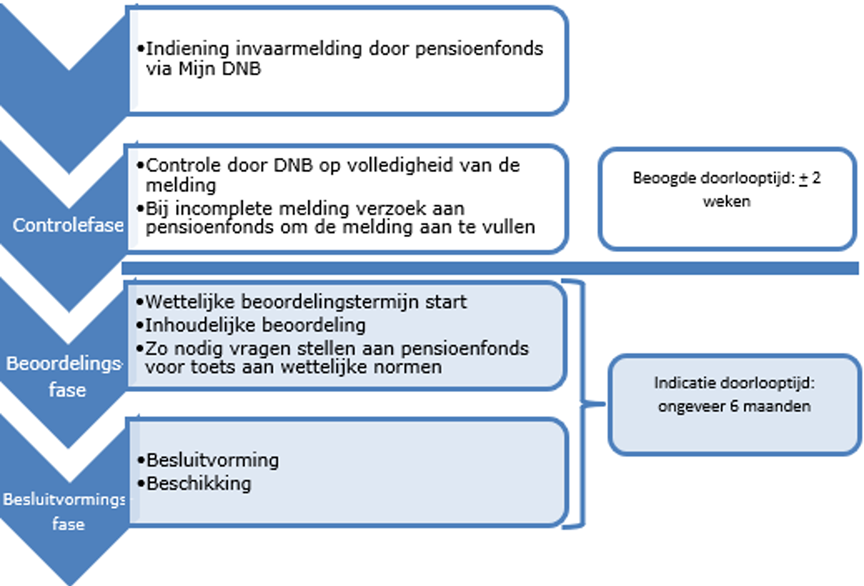 •Indiening invaarmelding door pensioenfonds
via Mijn DNB
Controlefase
•Controle door DNB op volledigheid van de
melding
•Bij incomplete melding verzoek aan
pensioenfonds om de melding aan te vullen
Beoogde doorlooptijd: ± 2
weken
Beoordelings-
fase
•Wettelijke beoordelingstermijn start
•Inhoudelijke beoordeling
•Zo nodig vragen stellen aan pensioenfonds
voor toets aan wettelijke normen
Indicatie doorlooptijd:
ongeveer 6 maanden
Besluitvormings-
fase
•Besluitvorming
•Beschikking